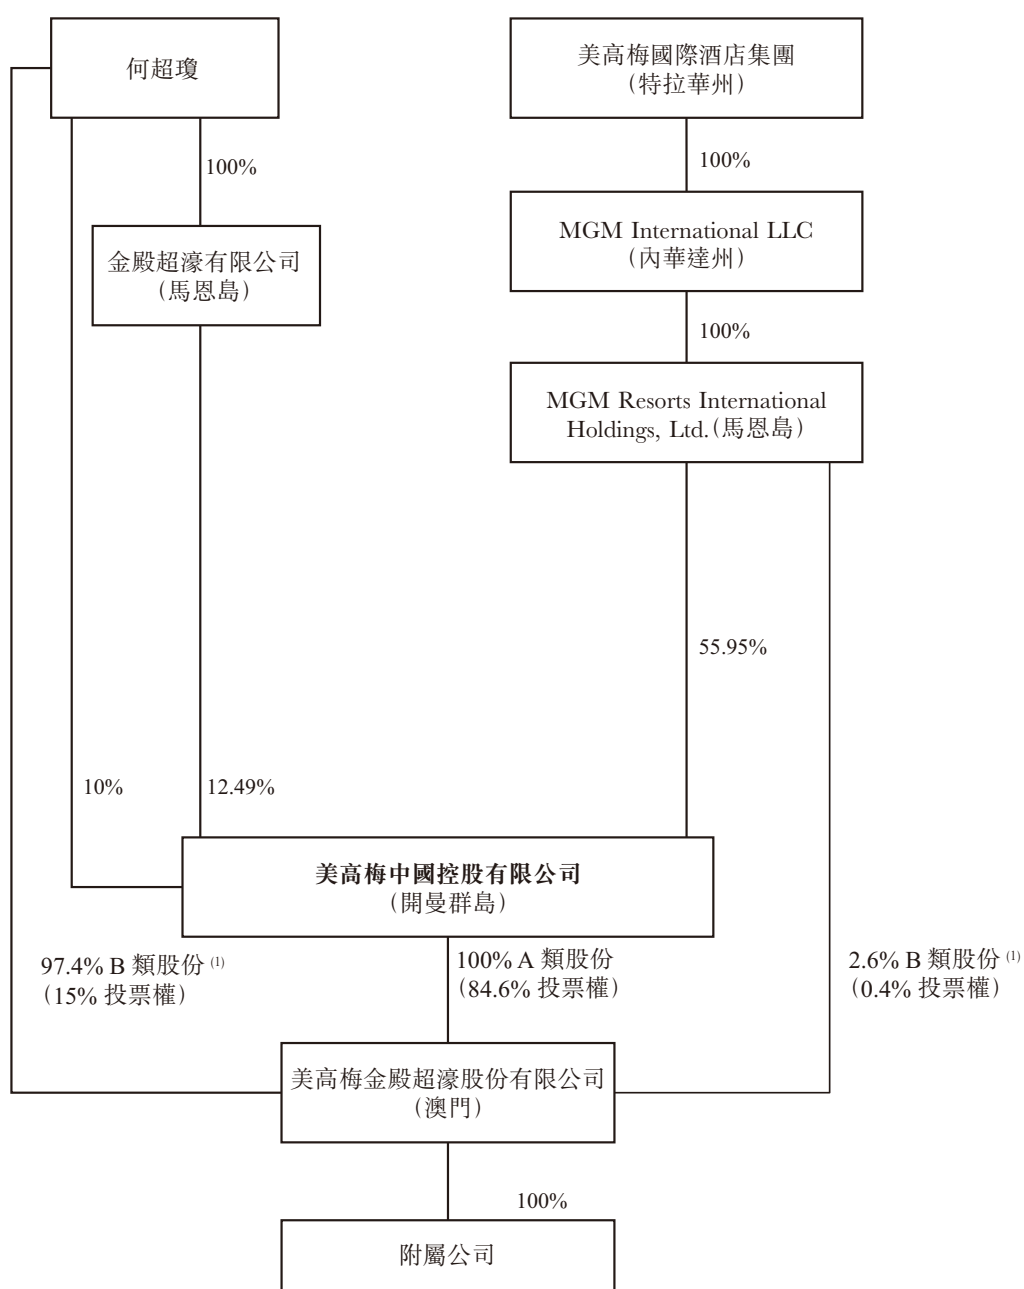 何超瓊
美高梅國際酒店集團
(特拉華州)
100%
100%
MGM International LLC
(內華達州)
金殿超濠有限公司
(馬恩島)
100%
MGM Resorts International
Holdings, Ltd.(馬恩島)
55.95%
10%
12.49%
美高梅中國控股有限公司
(開曼群島)
97.4% B 類股份 (1)
(15% 投票權)
100% A 類股份
(84.6% 投票權)
2.6% B 類股份 (1)
(0.4% 投票權)
美高梅金殿超濠股份有限公司
(澳門)
100%
附屬公司